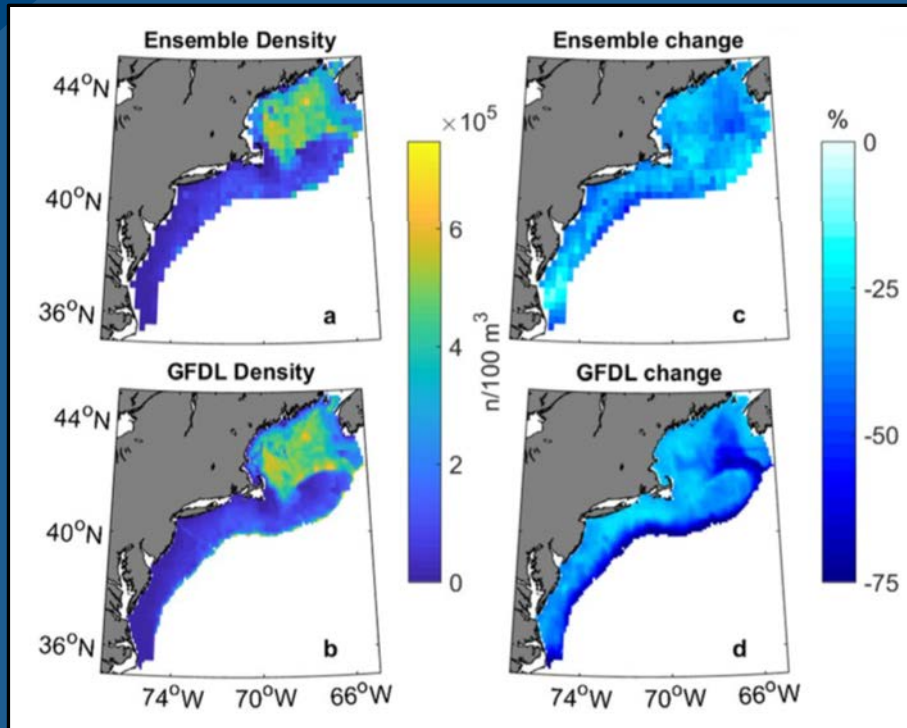 Ensemble Density
Ensemble change
44°N
40°N
36°N
a
×10⁵
6
4
2
0
n/100 m³
c
%
0
-25
-50
-75
GFDL Density
GFDL change
44°N
40°N
36°N
b
d
74°W 70°W 66°W
74°W 70°W 66°W